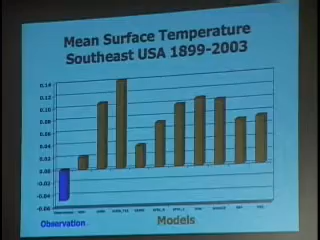 Mean Surface Temperature
Southeast USA 1899-2003
0.14
0.12
0.10
0.08
0.06
0.04
0.02
0.00
-0.02
-0.04
-0.06
Observation
Models